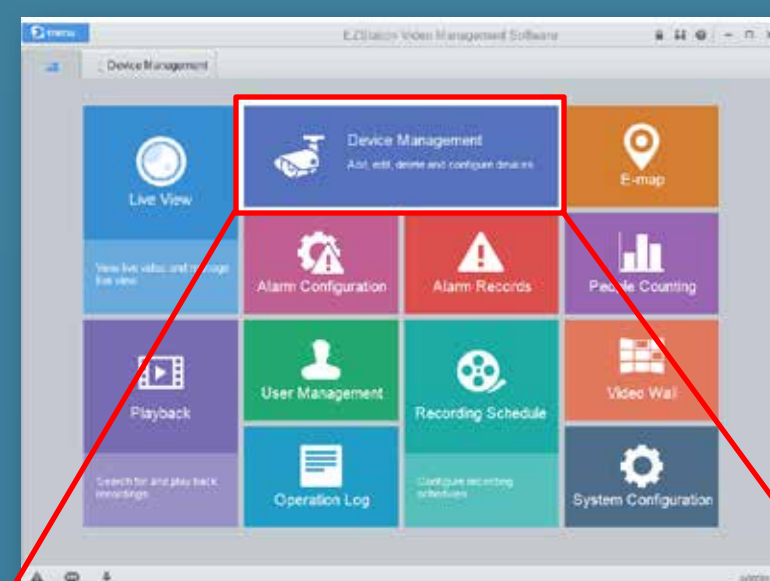 menu
EZStation Video Management Software
Device Management
Device Management
Add, edit, delete and configure devices
Live View
View live video and manage
live view
E-map
Alarm Configuration
Alarm Records
People Counting
Playback
Search for and play back
recordings
User Management
Recording Schedule
Configure recording
schedules
Video Wall
Operation Log
System Configuration